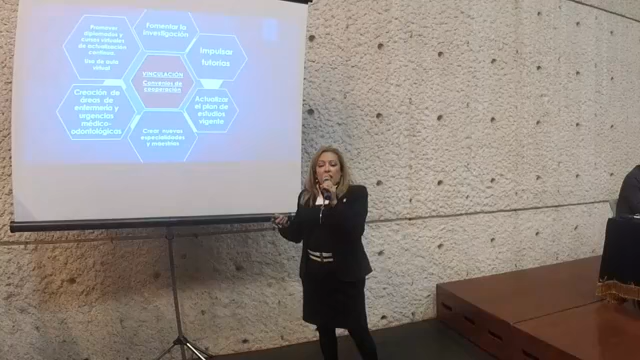 Promover
diplomados y
cursos virtuales
de actualización
continua.
Uso de aula
virtual
Fomentar la
investigación
Impulsar
tutorías
VINCULACIÓN
Convenios de
cooperación
Creación de
áreas de
enfermería y
urgencias
médico-
odontológicas
Actualizar
el plan de
estudios
vigente
Crear nuevas
especialidades
y maestrías